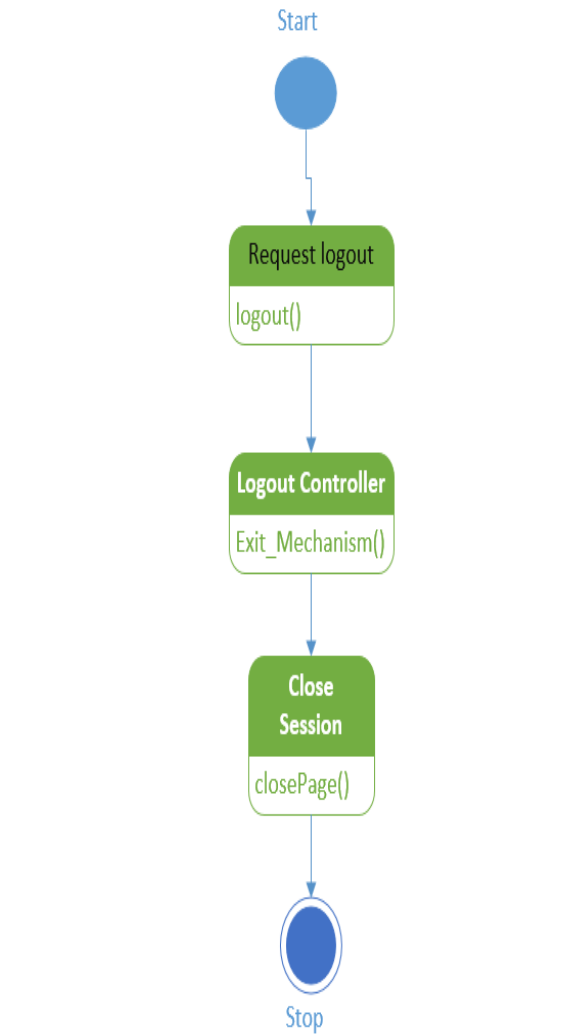 Start
Request logout
logout()
Logout Controller
Exit_Mechanism()
Close
Session
closePage()
Stop